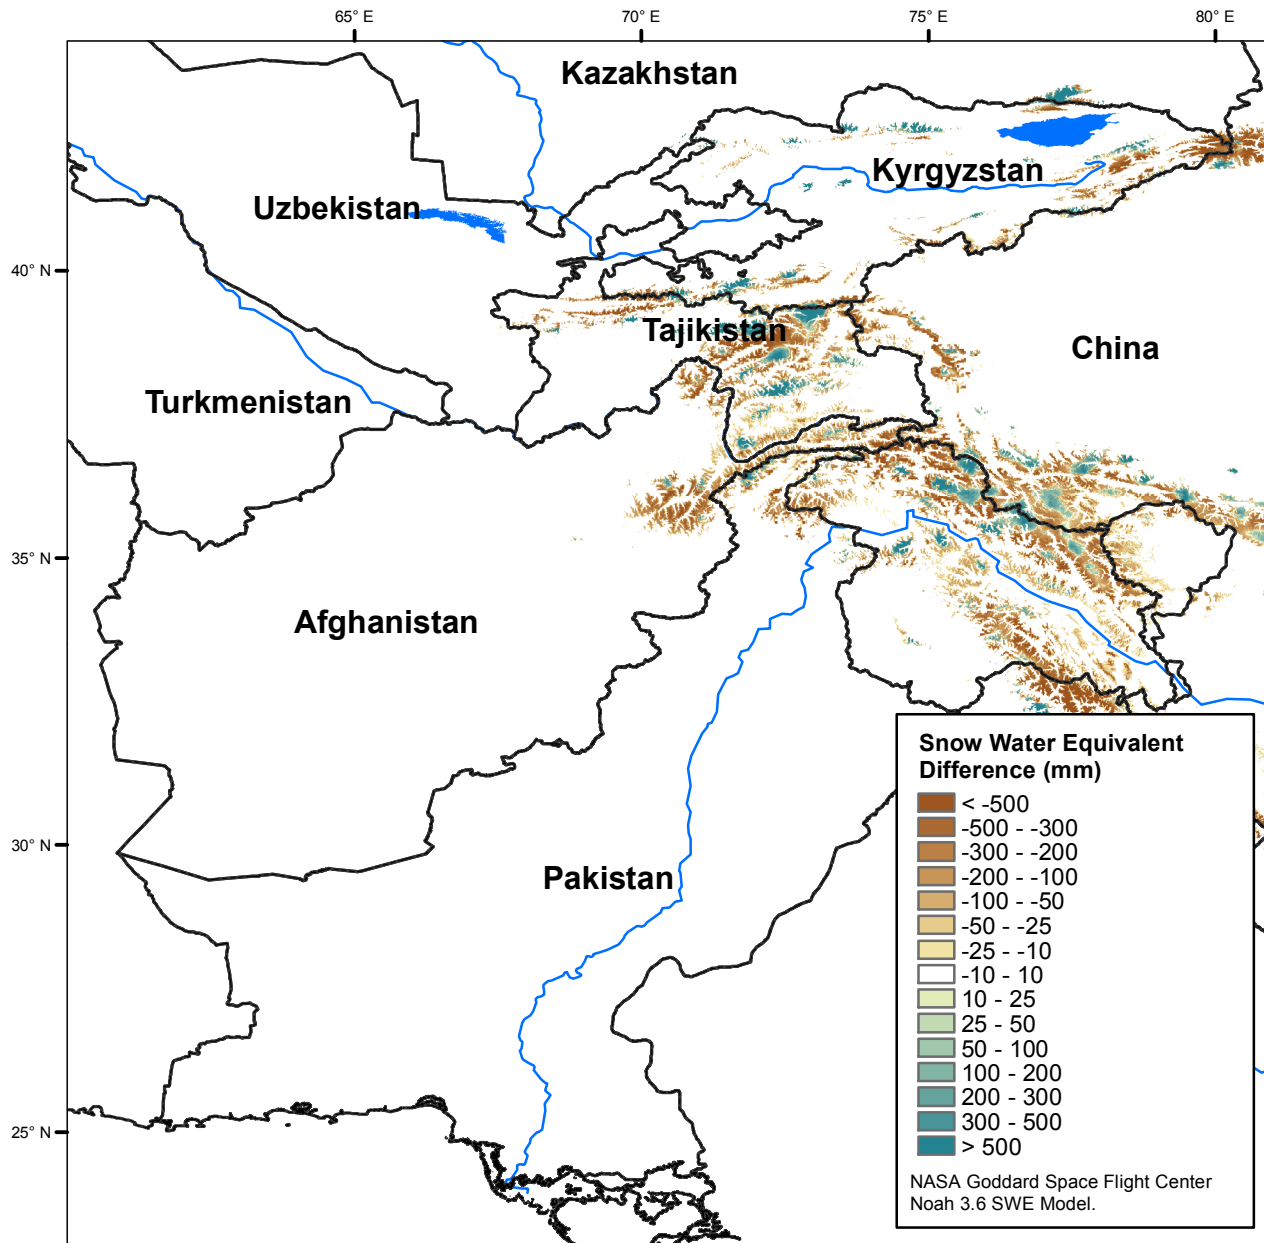 65° E
70° E
75° E
80° E
Kazakhstan
Kyrgyzstan
Uzbekistan
40° N
Tajikistan
China
Turkmenistan
35° N
Afghanistan
30° N
Pakistan
25° N
Snow Water Equivalent
Difference (mm)
< -500
-500 - -300
-300 - -200
-200 - -100
-100 - -50
-50 - -25
-25 - -10
-10 - 10
10 - 25
25 - 50
50 - 100
100 - 200
200 - 300
300 - 500
> 500
NASA Goddard Space Flight Center
Noah 3.6 SWE Model.